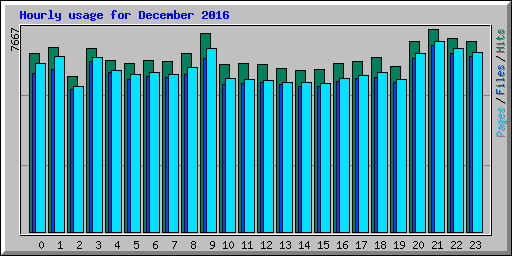 Hourly usage for December 2016
7667
Pages/Files/Hits
0 1 2 3 4 5 6 7 8 9 10 11 12 13 14 15 16 17 18 19 20 21 22 23